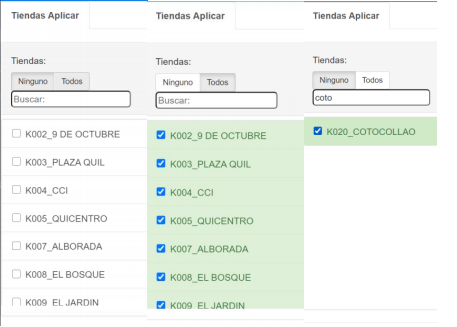 Tiendas Aplicar
Tiendas:
Ninguno Todos
Buscar:
K002_9 DE OCTUBRE
K003_PLAZA QUIL
K004_CCI
K005_QUICENTRO
K007_ALBORADA
K008_EL BOSQUE
K009_EL JARDIN
Tiendas Aplicar
Tiendas:
Ninguno Todos
Buscar:
K002_9 DE OCTUBRE
K003_PLAZA QUIL
K004_CCI
K005_QUICENTRO
K007_ALBORADA
K008_EL BOSQUE
K009_EL JARDIN
Tiendas Aplicar
Tiendas:
Ninguno Todos
coto
K020_COTOCOLLAO